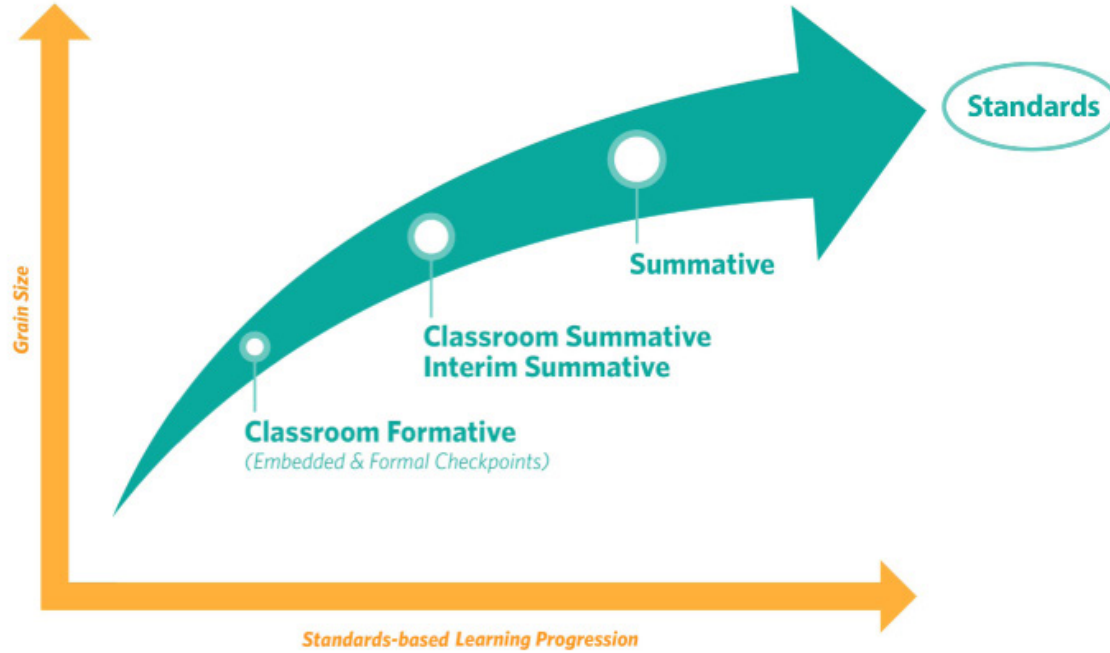 Standards
Summative
Grain Size
Classroom Summative
Interim Summative
Classroom Formative
(Embedded & Formal Checkpoints)
Standards-based Learning Progression